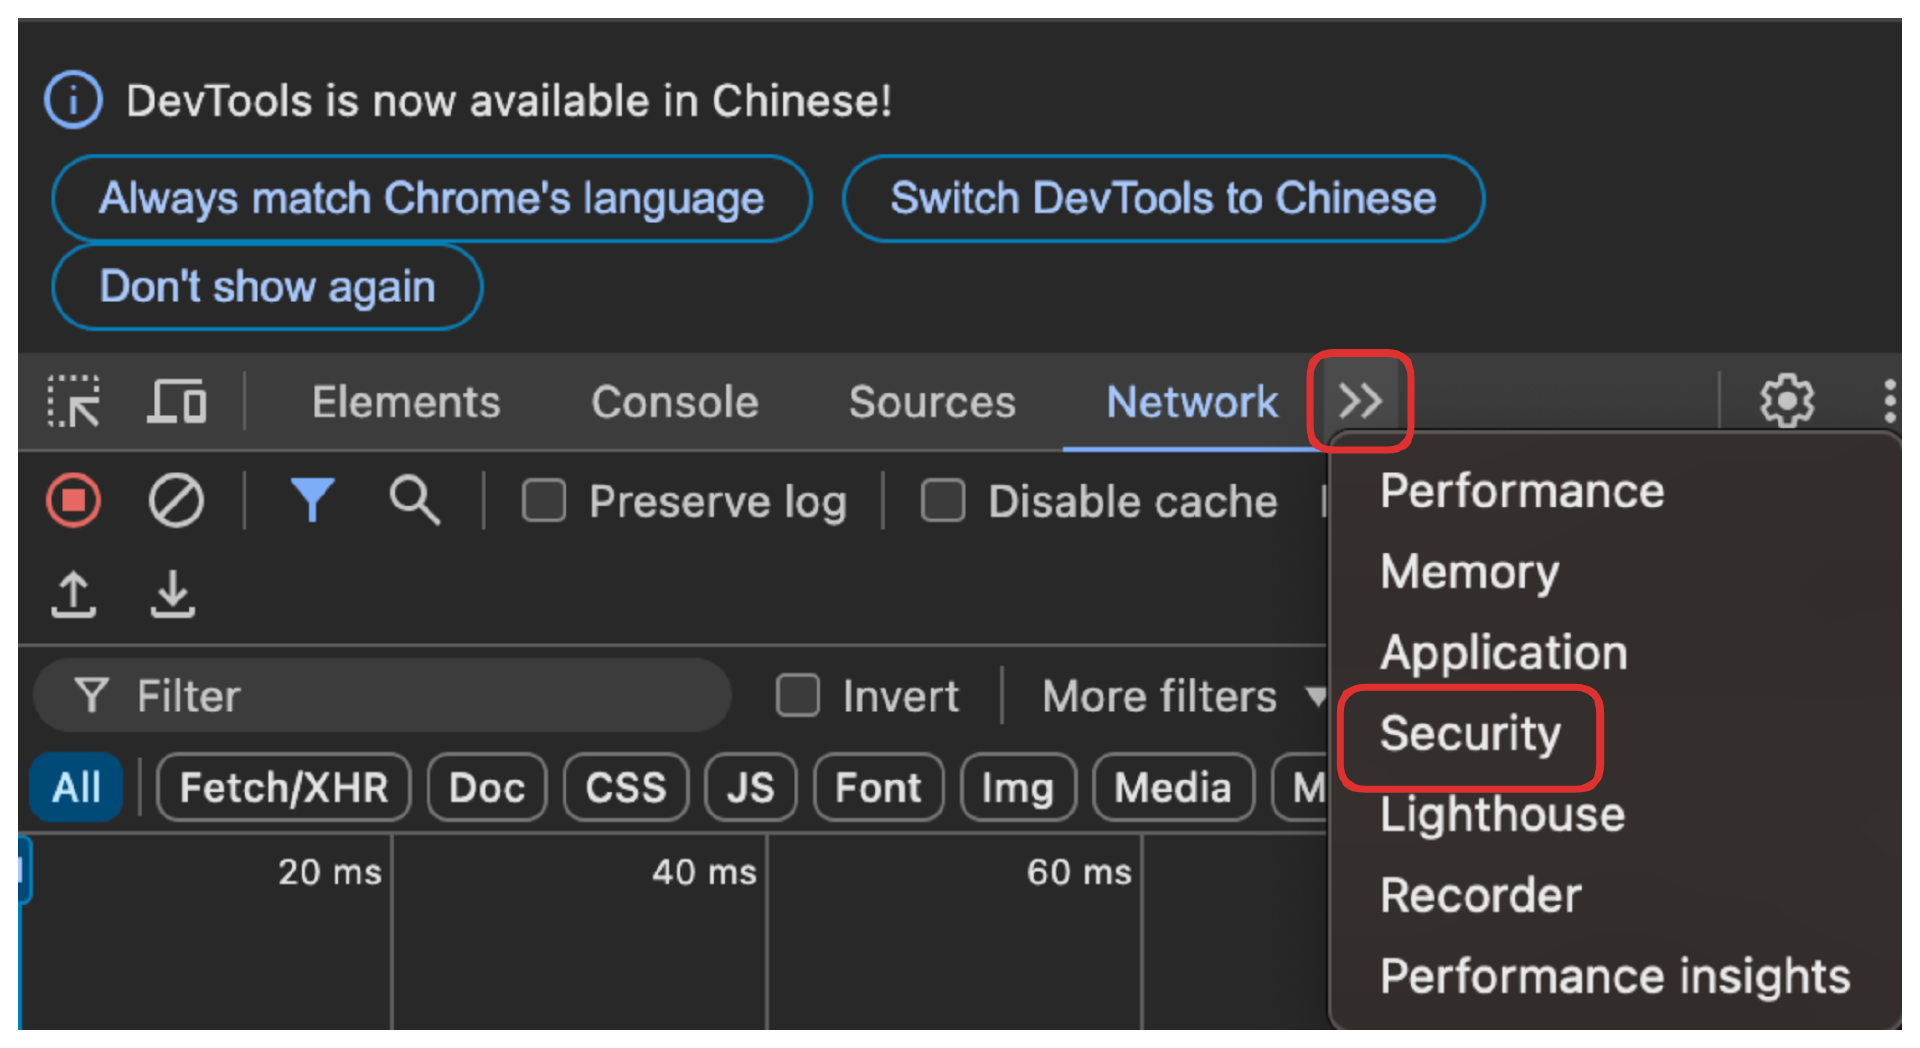 DevTools is now available in Chinese!
Always match Chrome's language
Switch DevTools to Chinese
Don't show again
Elements Console Sources Network
Preserve log Disable cache
Filter Invert More filters
All Fetch/XHR Doc CSS JS Font Img Media M
20 ms 40 ms 60 ms
Performance
Memory
Application
Security
Lighthouse
Recorder
Performance insights